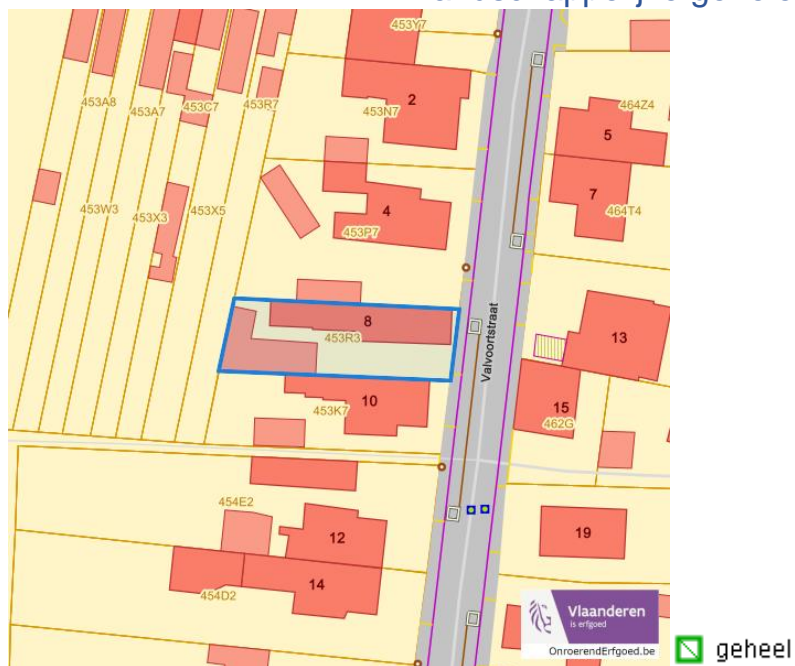 453Y7
464Z4
453A8
453A7
453C7
453R7
453N7
2
5
7
464T4
453W3
453X3
453X5
4
453P7
8
453R3
Valvoortstraat
13
10
453K7
15
462G
454E2
12
14
454D2
19
Vlaanderen
is erfgoed
OnroerendErfgoed.be
geheel